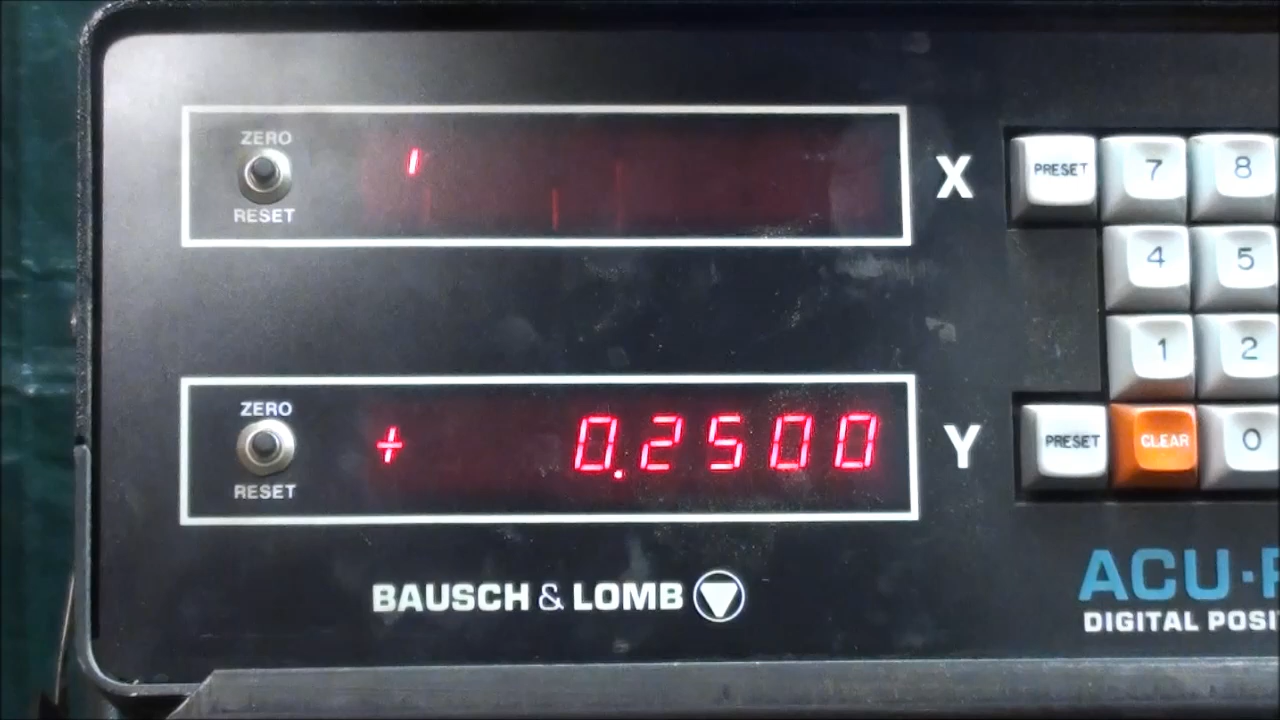 ZERO
RESET
X
PRESET 7 8
4 5
1 2
ZERO
RESET
+ 0.2500
Y
PRESET CLEAR 0
BAUSCH & LOMB
ACU·
DIGITAL